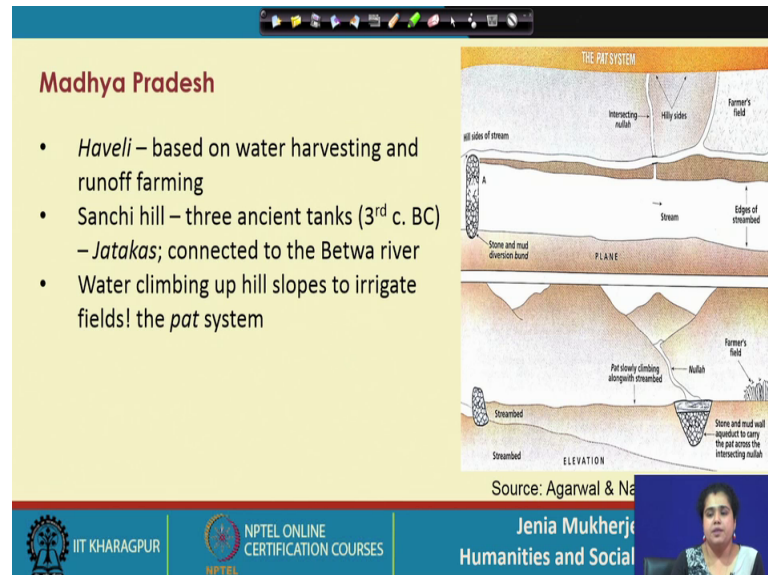 Madhya Pradesh
• Haveli – based on water harvesting and
runoff farming
• Sanchi hill – three ancient tanks (3rd c. BC)
– Jatakas; connected to the Betwa river
• Water climbing up hill slopes to irrigate
fields! the pat system
THE PAT SYSTEM
Intersecting
nullah
Hilly sides
Farmer's
field
Hill sides of stream
A
Stream
Edges of
streambed
Stone and mud
diversion bund
PLANE
Farmer's
field
Pat slowly climbing
alongwith streambed
Nullah
Streambed
Stone and mud wall
aqueduct to carry
the pat across the
intersecting nullah
Streambed
ELEVATION
Source: Agarwal & Na
IIT KHARAGPUR
NPTEL
NPTEL ONLINE
CERTIFICATION COURSES
Jenia Mukherje
Humanities and Social